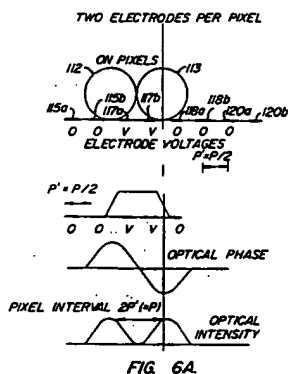 TWO ELECTRODES PER PIXEL
ON PIXELS
112 113
115a 115b 117a 117b 118a 118b 120a 120b
O O V V O O O
ELECTRODE VOLTAGES
P'=P/2
P'=P/2
O O V V O
OPTICAL PHASE
PIXEL INTERVAL 2P'(=P)
OPTICAL INTENSITY
FIG. 6A.